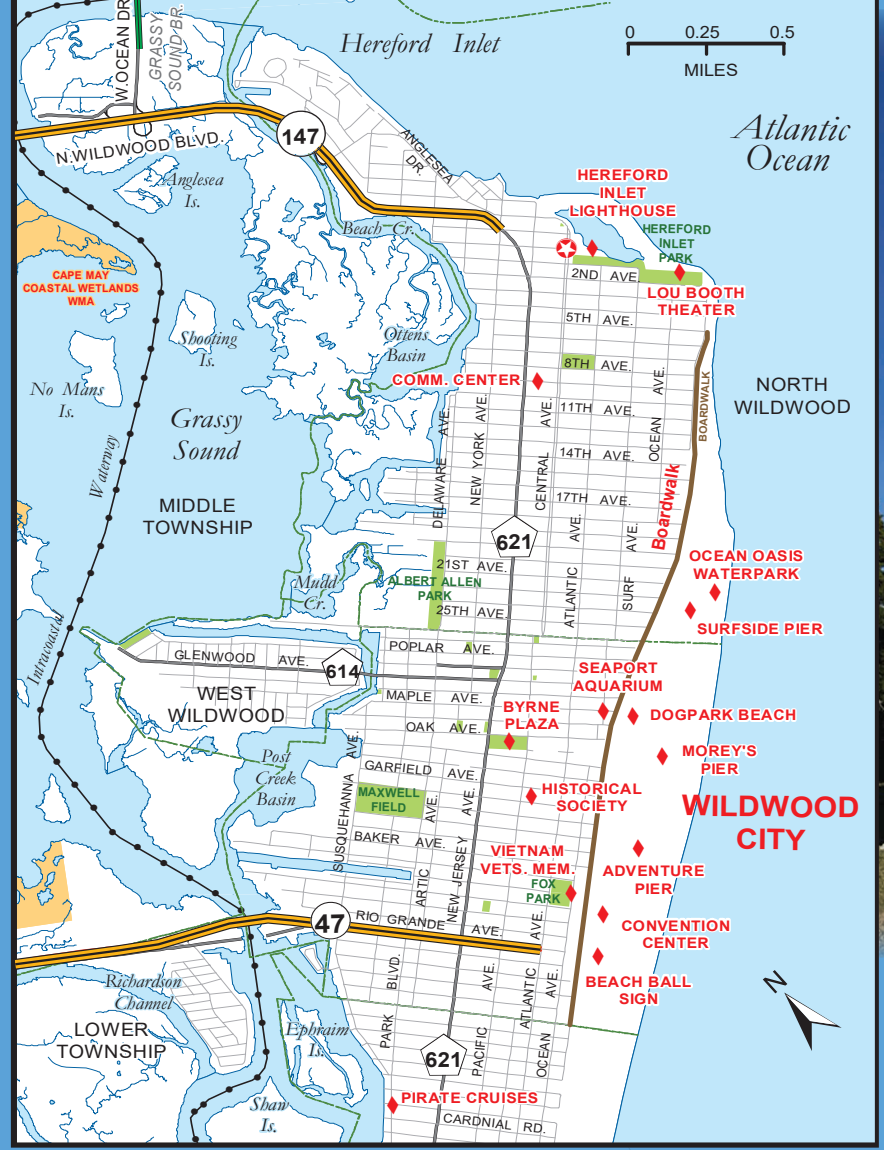 W.OCEAN DR.
GRASSY
SOUND BR.
Hereford Inlet
0 0.25 0.5
MILES
Atlantic
Ocean
147
N.WILDWOOD BLVD.
ANGLESEA
DR.
Anglesea
Is.
Beach Cr.
HEREFORD
INLET
LIGHTHOUSE
HEREFORD
INLET
PARK
2ND AVE.
LOU BOOTH
THEATER
CAPE MAY
COASTAL WETLANDS
WMA
5TH AVE.
Shooting
Is.
Ottens
Basin
8TH AVE.
COMM. CENTER
No Mans
Is.
11TH AVE.
BOARDWALK
NORTH
WILDWOOD
Grassy
Sound
DELAWARE AVE.
NEW YORK AVE.
CENTRAL AVE.
OCEAN AVE.
14TH AVE.
Waterway
17TH AVE.
Boardwalk
MIDDLE
TOWNSHIP
621
ATLANTIC AVE.
SURF AVE.
21ST AVE.
OCEAN OASIS
WATERPARK
Mudd
Cr.
ALBERT ALLEN
PARK
25TH AVE.
SURFSIDE PIER
Intracoastal
POPLAR AVE.
GLENWOOD AVE.
614
SEAPORT
AQUARIUM
WEST
WILDWOOD
MAPLE AVE.
BYRNE
PLAZA
DOGPARK BEACH
OAK AVE.
MOREY'S
PIER
Post
Creek
Basin
GARFIELD AVE.
SUSQUEHANNA AVE.
MAXWELL
FIELD
HISTORICAL
SOCIETY
WILDWOOD
CITY
BAKER AVE.
ARTIC AVE.
NEW JERSEY AVE.
VIETNAM
VETS. MEM.
FOX
PARK
ADVENTURE
PIER
47
RIO GRANDE AVE.
CONVENTION
CENTER
BEACH BALL
SIGN
Richardson
Channel
PARK BLVD.
PACIFIC AVE.
ATLANTIC AVE.
OCEAN AVE.
N
LOWER
TOWNSHIP
Ephraim
Is.
621
PIRATE CRUISES
Shaw
Is.
CARDNIAL RD.